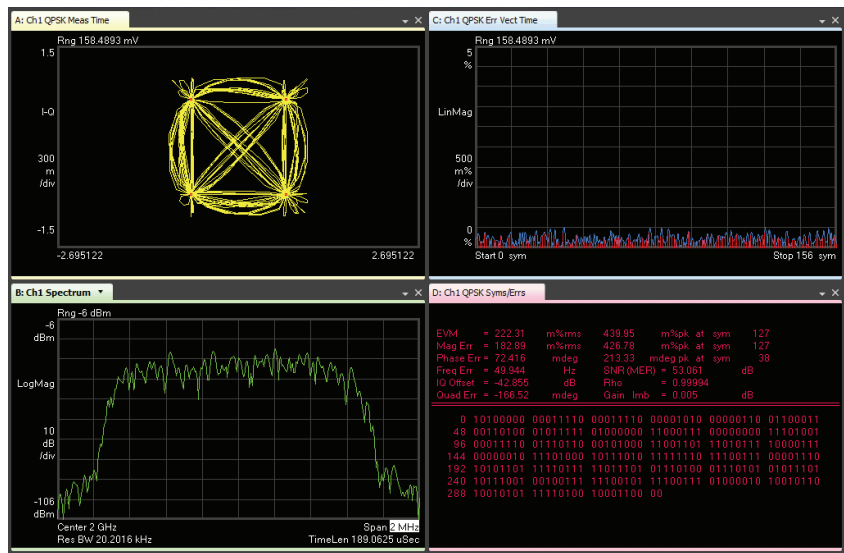 A: Ch1 QPSK Meas Time
Rng 158.4893 mV
1.5
I-Q
300
m
/div
-1.5
-2.695122 2.695122
C: Ch1 QPSK Err Vect Time
Rng 158.4893 mV
5
%
LinMag
500
m%
/div
0
%
Start 0 sym Stop 156 sym
B: Ch1 Spectrum
Rng -6 dBm
-6
dBm
LogMag
10
dB
/div
-106
dBm
Center 2 GHz Span 2 MHz
Res BW 20.2016 kHz TimeLen 189.0625 uSec
D: Ch1 QPSK Syms/Errs
EVM = 222.31 m%rms 439.95 m%pk at sym 127
Mag Err = 182.89 m%rms 426.78 m%pk at sym 127
Phase Err = 72.416 mdeg 213.33 mdeg pk at sym 38
Freq Err = 49.944 Hz SNR(MER) = 53.061 dB
IQ Offset = -42.855 dB Rho = 0.99994
Quad Err = -166.52 mdeg Gain Imb = 0.005 dB
0 10100000 00011110 00011110 00001010 00000110 01100011
48 00110100 01011111 01000000 11000111 00000000 11101001
96 00011110 01110110 00101000 11001101 11010111 10000111
144 00000010 11101000 10111010 11111110 11100111 00001110
192 10101101 11110111 11011101 01110100 01110101 01011101
240 10111001 10100111 11100101 11100111 01000010 10010110
288 10010101 11110100 10001100 00